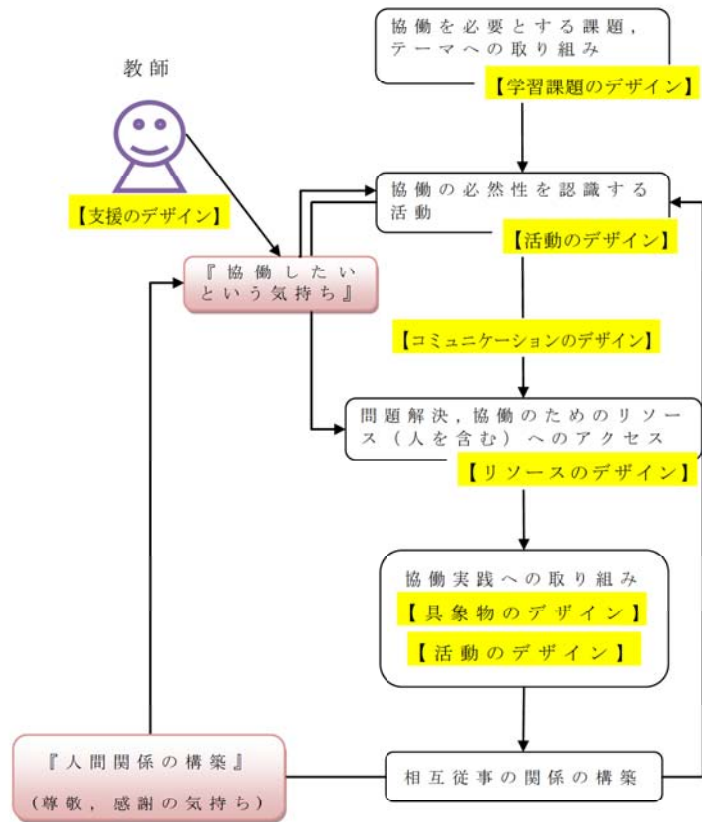 協働を必要とする課題,
テーマへの取り組み
【学習課題のデザイン】
教師
【支援のデザイン】
協働の必然性を認識する
活動
【活動のデザイン】
『協働したい
という気持ち』
【コミュニケーションのデザイン】
問題解決,協働のためのリソー
ス(人を含む)へのアクセス
【リソースのデザイン】
協働実践への取り組み
【具象物のデザイン】
【活動のデザイン】
『人間関係の構築』
(尊敬,感謝の気持ち)
相互従事の関係の構築